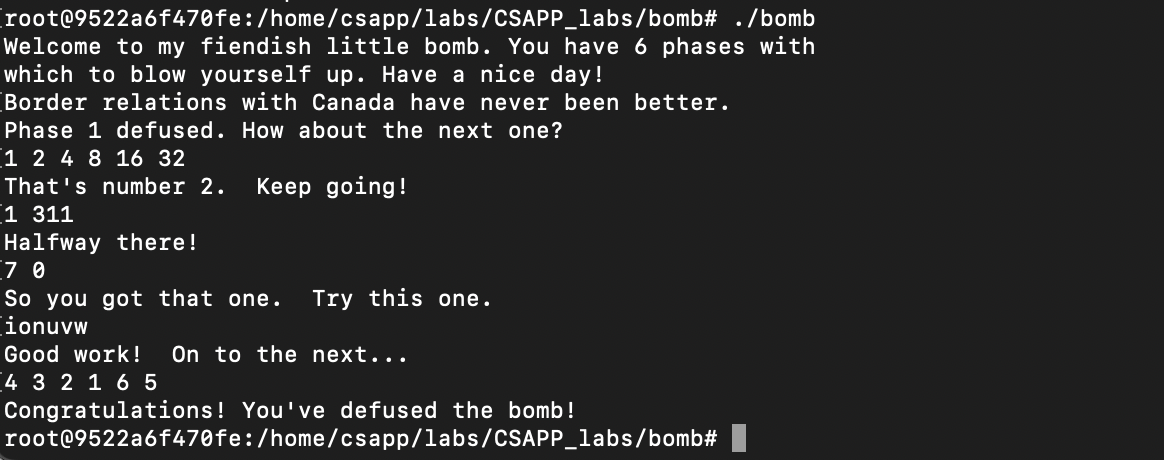 root@9522a6f470fe:/home/csapp/labs/CSAPP_labs/bomb# ./bomb
Welcome to my fiendish little bomb. You have 6 phases with
which to blow yourself up. Have a nice day!
Border relations with Canada have never been better.
Phase 1 defused. How about the next one?
1 2 4 8 16 32
That's number 2.  Keep going!
1 311
Halfway there!
7 0
So you got that one.  Try this one.
ionuvw
Good work!  On to the next...
4 3 2 1 6 5
Congratulations! You've defused the bomb!
root@9522a6f470fe:/home/csapp/labs/CSAPP_labs/bomb#